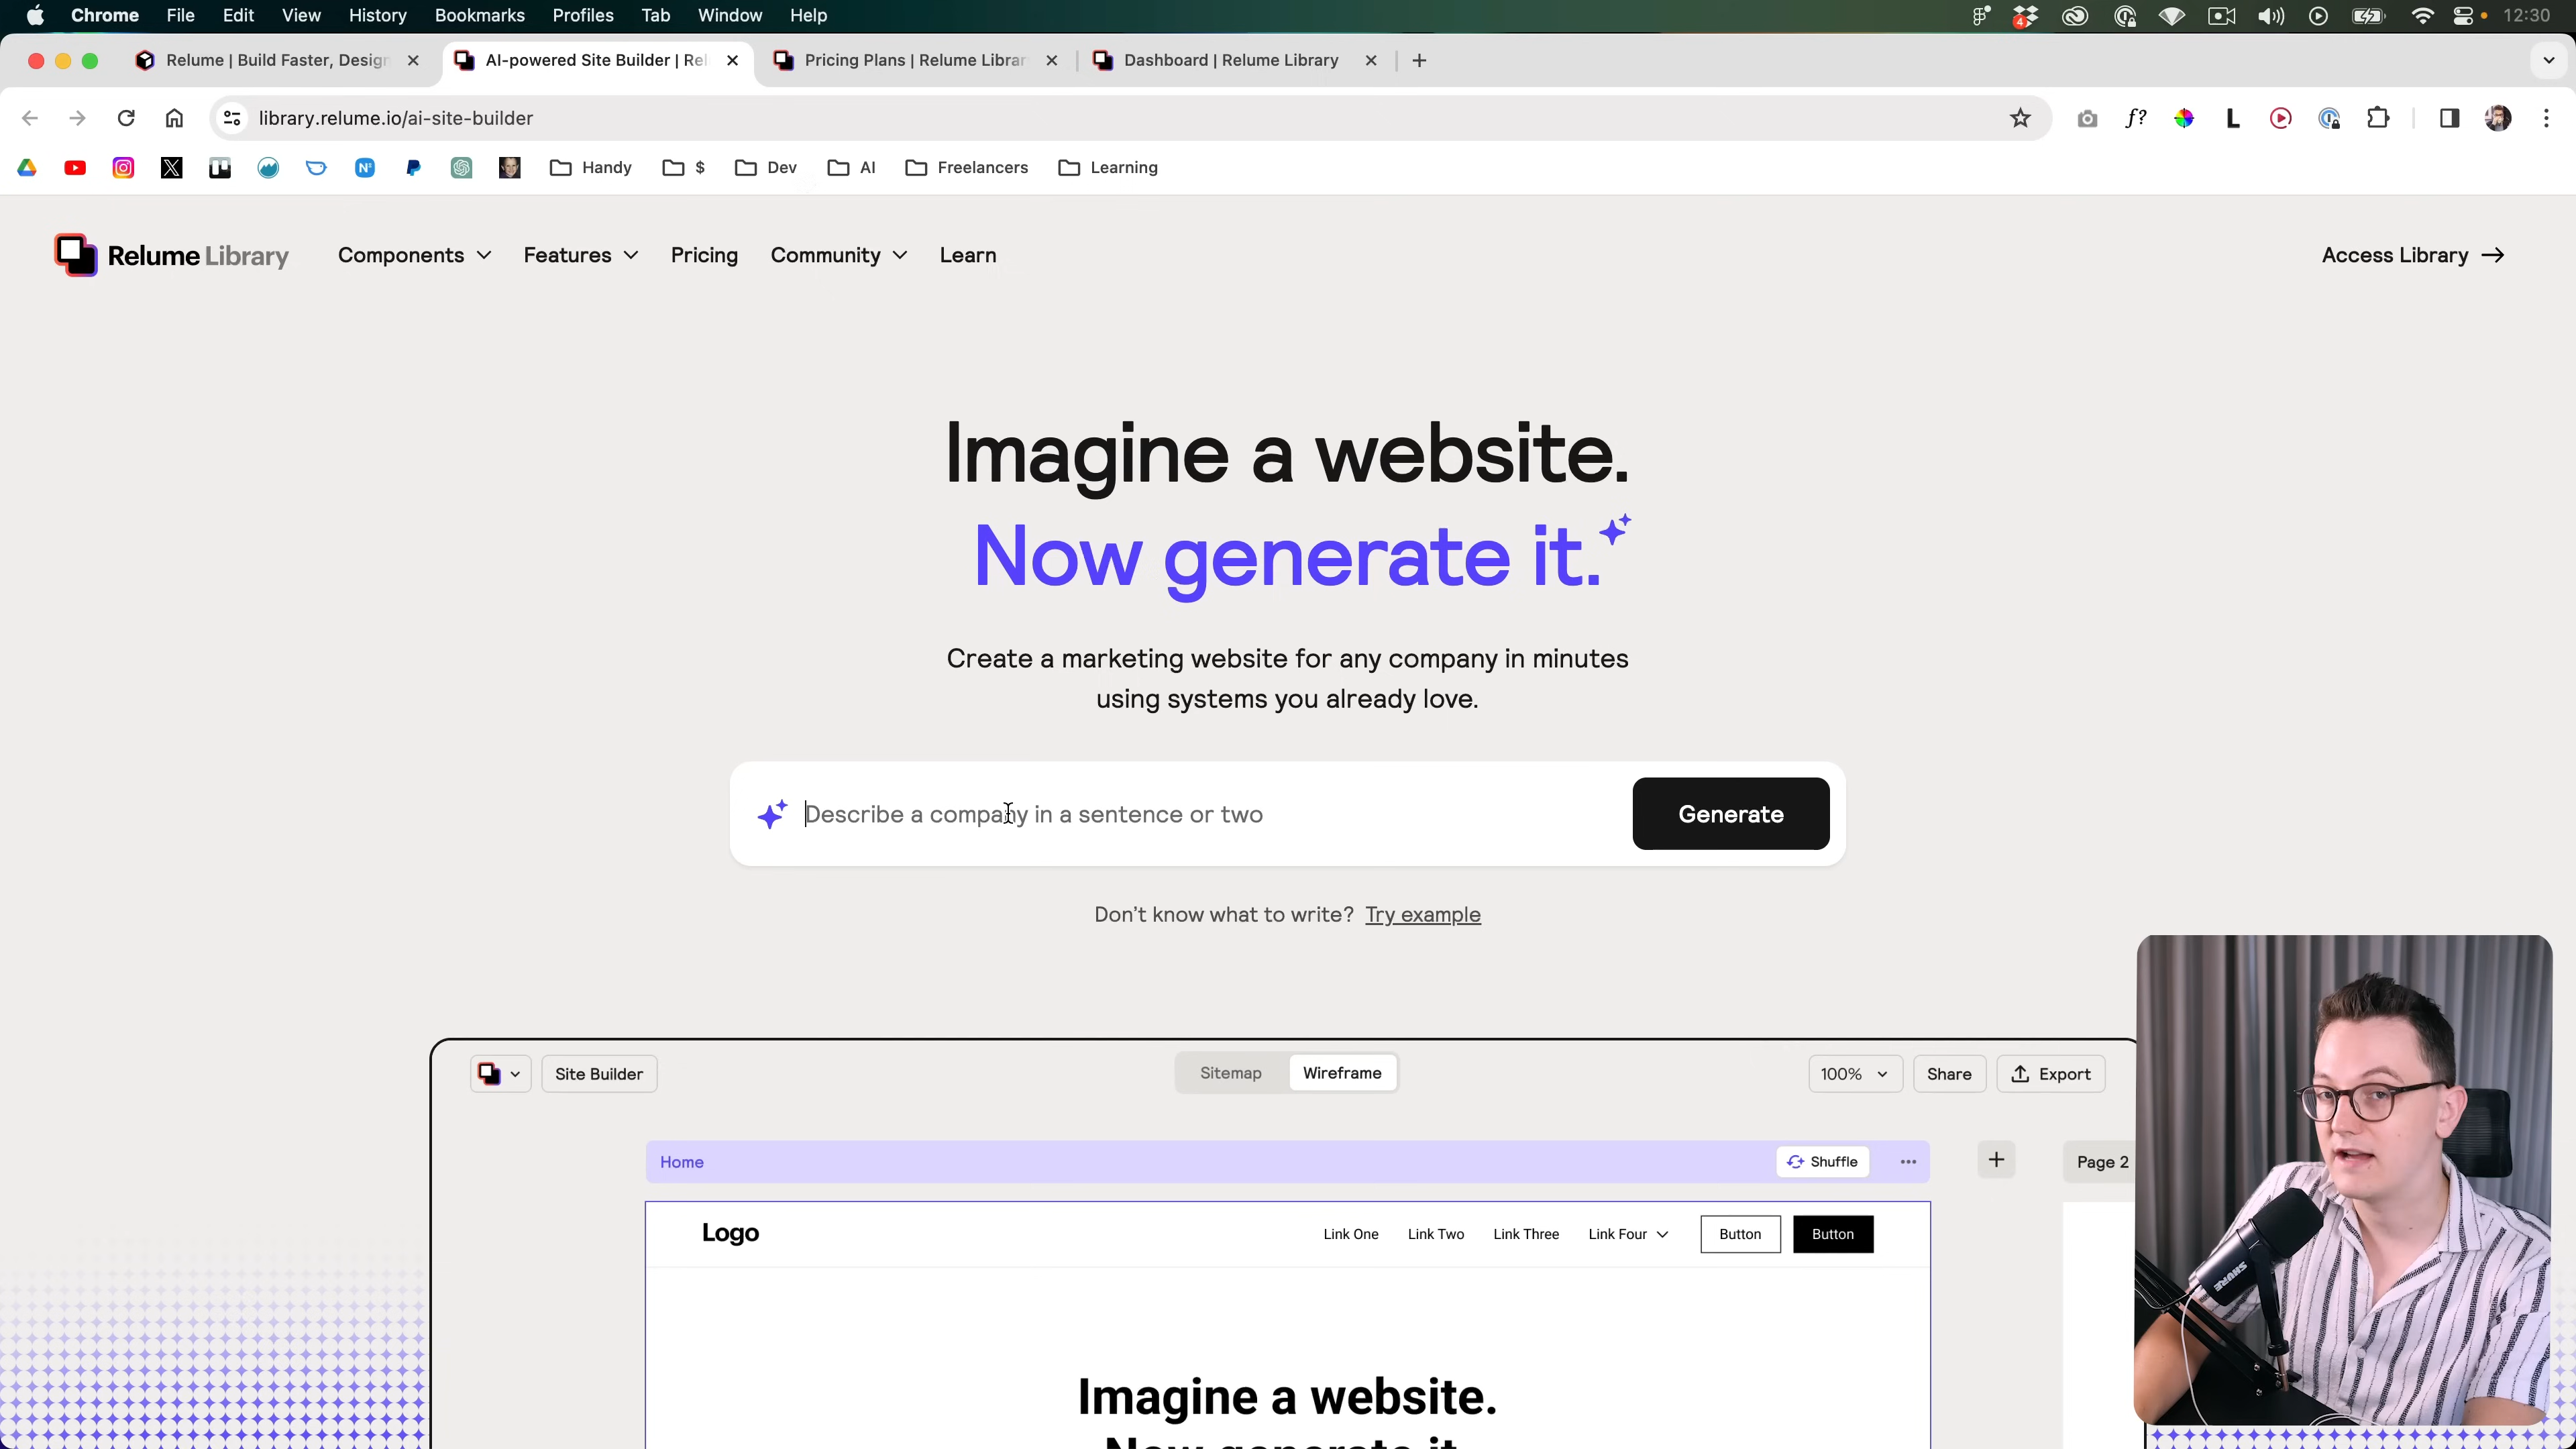 Chrome File Edit View History Bookmarks Profiles Tab Window Help
4
12:30
Relume | Build Faster, Design
AI-powered Site Builder | Rel
Pricing Plans | Relume Librar
Dashboard | Relume Library
library.relume.io/ai-site-builder
f?
L
Handy
$
Dev
AI
Freelancers
Learning
Relume Library
Components
Features
Pricing
Community
Learn
Access Library
Imagine a website.
Now generate it.
Create a marketing website for any company in minutes
using systems you already love.
Describe a company in a sentence or two
Generate
Don't know what to write? Try example
Site Builder
Sitemap
Wireframe
100%
Share
Export
Home
Shuffle
Page 2
Logo
Link One
Link Two
Link Three
Link Four
Button
Button
Imagine a website.
Now generate it.
SHURE